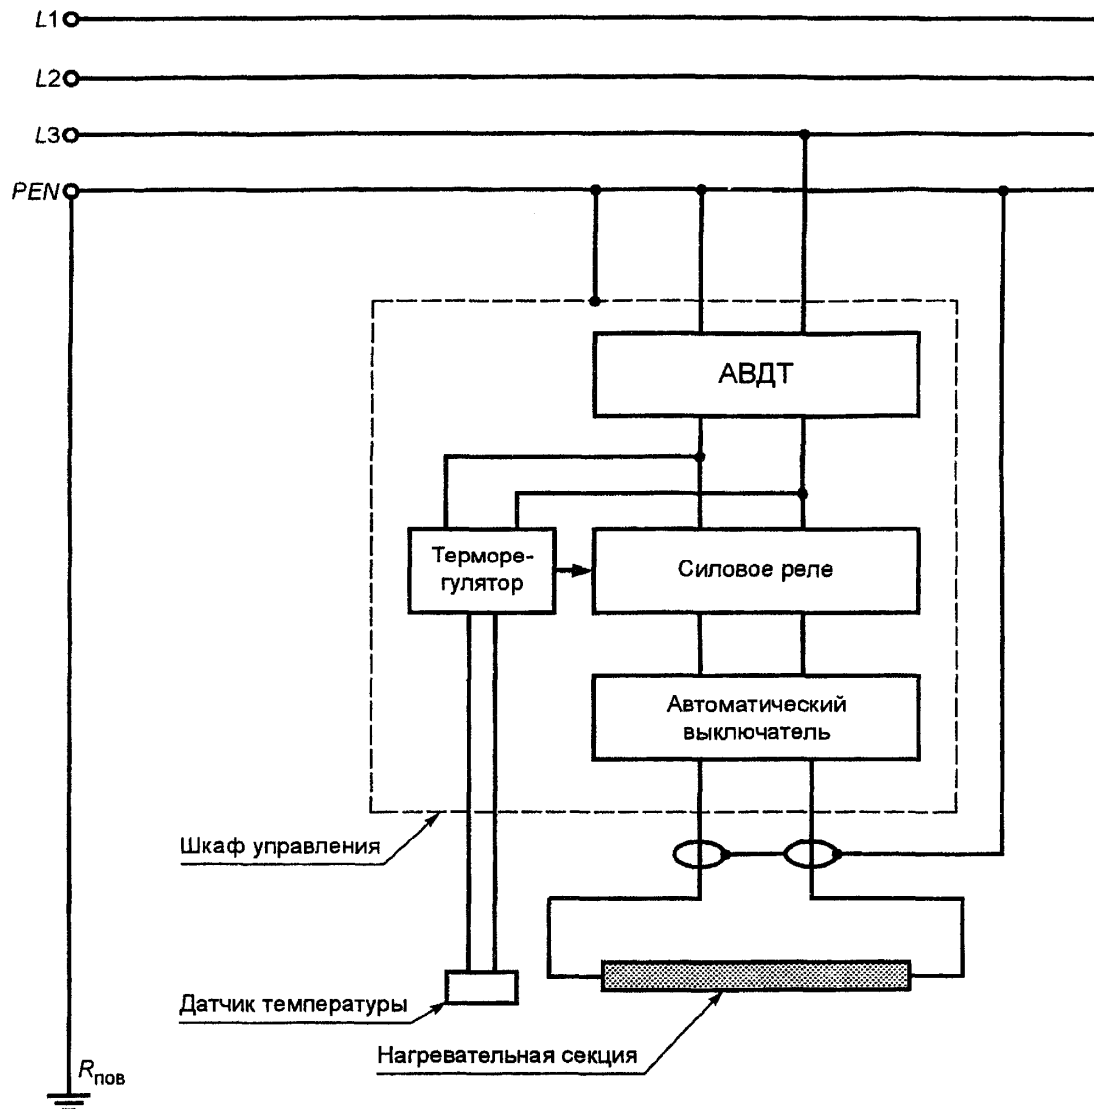 L1
L2
L3
PEN
АВДТ
Терморе-
гулятор
Силовое реле
Автоматический
выключатель
Шкаф управления
Датчик температуры
Нагревательная секция
Rпов